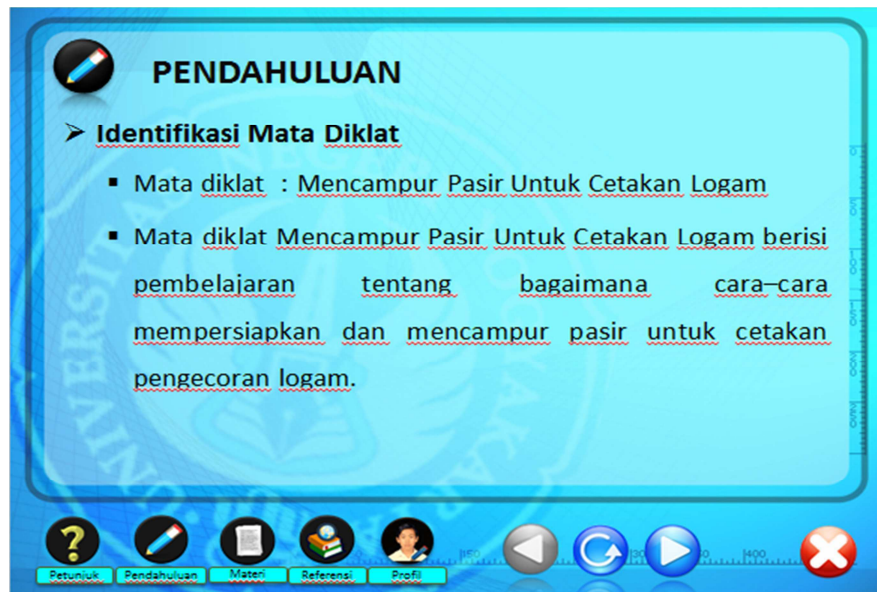 PENDAHULUAN
➢ Identifikasi Mata Diklat
▪ Mata diklat : Mencampur Pasir Untuk Cetakan Logam
▪ Mata diklat Mencampur Pasir Untuk Cetakan Logam berisi
pembelajaran tentang bagaimana cara–cara
mempersiapkan dan mencampur pasir untuk cetakan
pengecoran logam.
Petunjuk Pendahuluan Materi Referensi Profil